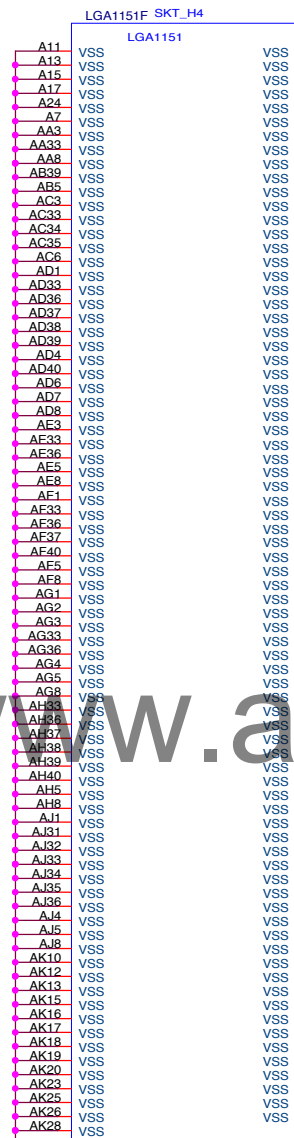 LGA1151F SKT_H4
LGA1151
A11 VSS VSS
A13 VSS VSS
A15 VSS VSS
A17 VSS VSS
A24 VSS VSS
A7 VSS VSS
AA3 VSS VSS
AA33 VSS VSS
AA8 VSS VSS
AB39 VSS VSS
AB5 VSS VSS
AC3 VSS VSS
AC33 VSS VSS
AC34 VSS VSS
AC35 VSS VSS
AC6 VSS VSS
AD1 VSS VSS
AD33 VSS VSS
AD36 VSS VSS
AD37 VSS VSS
AD38 VSS VSS
AD39 VSS VSS
AD4 VSS VSS
AD40 VSS VSS
AD6 VSS VSS
AD7 VSS VSS
AD8 VSS VSS
AE3 VSS VSS
AE33 VSS VSS
AE36 VSS VSS
AE5 VSS VSS
AE8 VSS VSS
AF1 VSS VSS
AF33 VSS VSS
AF36 VSS VSS
AF37 VSS VSS
AF40 VSS VSS
AF5 VSS VSS
AF8 VSS VSS
AG1 VSS VSS
AG2 VSS VSS
AG3 VSS VSS
AG33 VSS VSS
AG36 VSS VSS
AG4 VSS VSS
AG5 VSS VSS
AG8 VSS VSS
AH33 VSS VSS
AH36 VSS VSS
AH37 VSS VSS
AH38 VSS VSS
AH39 VSS VSS
AH40 VSS VSS
AH5 VSS VSS
AH8 VSS VSS
AJ1 VSS VSS
AJ31 VSS VSS
AJ32 VSS VSS
AJ33 VSS VSS
AJ34 VSS VSS
AJ35 VSS VSS
AJ36 VSS VSS
AJ4 VSS VSS
AJ5 VSS VSS
AJ8 VSS VSS
AK10 VSS VSS
AK12 VSS VSS
AK13 VSS VSS
AK15 VSS VSS
AK16 VSS VSS
AK17 VSS VSS
AK18 VSS VSS
AK19 VSS VSS
AK20 VSS VSS
AK23 VSS VSS
AK25 VSS VSS
AK26 VSS VSS
AK28 VSS
www.a